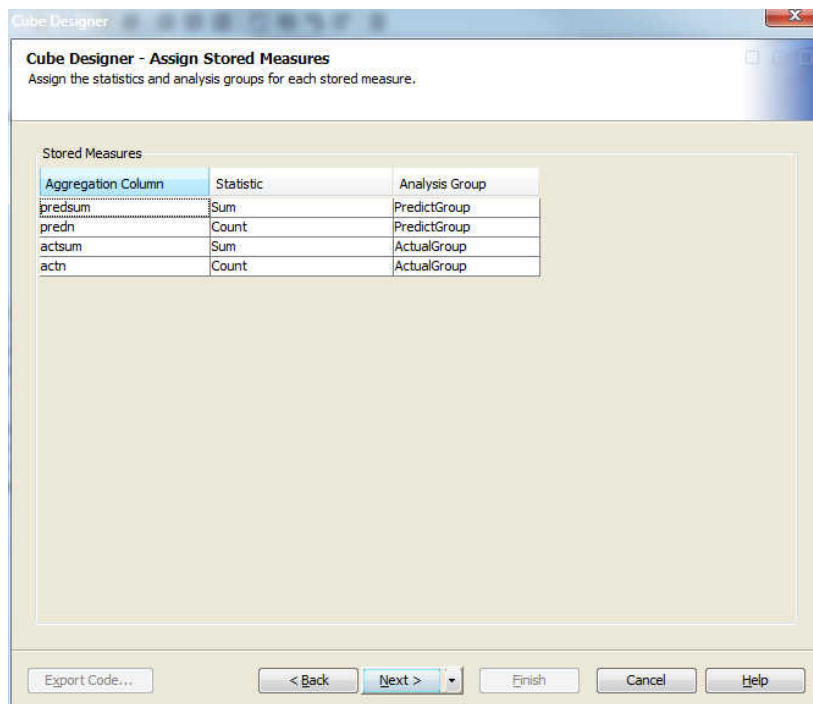 Cube Designer
Cube Designer - Assign Stored Measures
Assign the statistics and analysis groups for each stored measure.
Stored Measures
Aggregation Column Statistic Analysis Group
predsum Sum PredictGroup
predn Count PredictGroup
actsum Sum ActualGroup
actn Count ActualGroup
Export Code... < Back Next > Finish Cancel Help